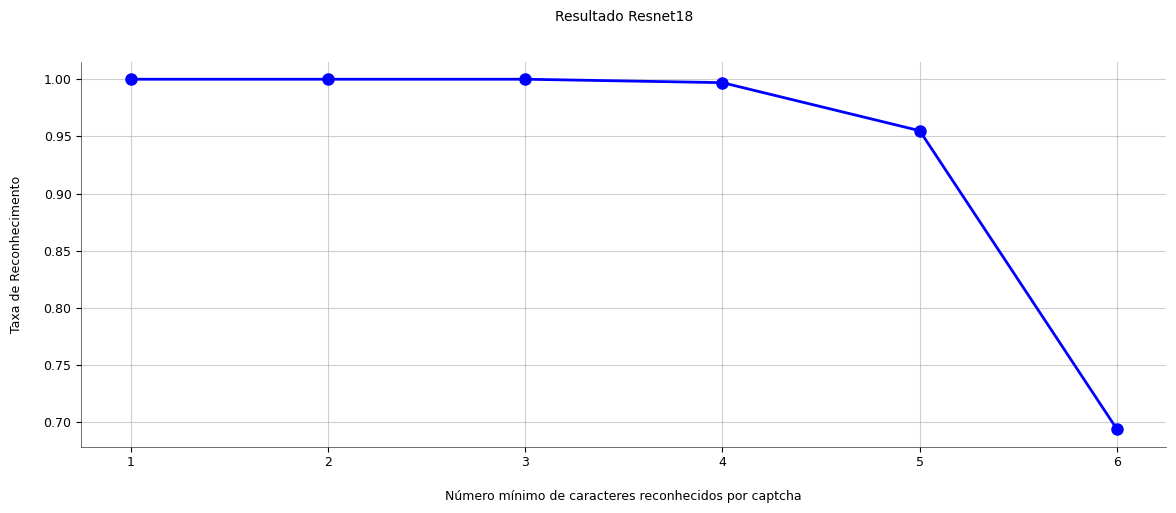 Resultado Resnet18
Taxa de Reconhecimento
1.00
0.95
0.90
0.85
0.80
0.75
0.70
1 2 3 4 5 6
Número mínimo de caracteres reconhecidos por captcha